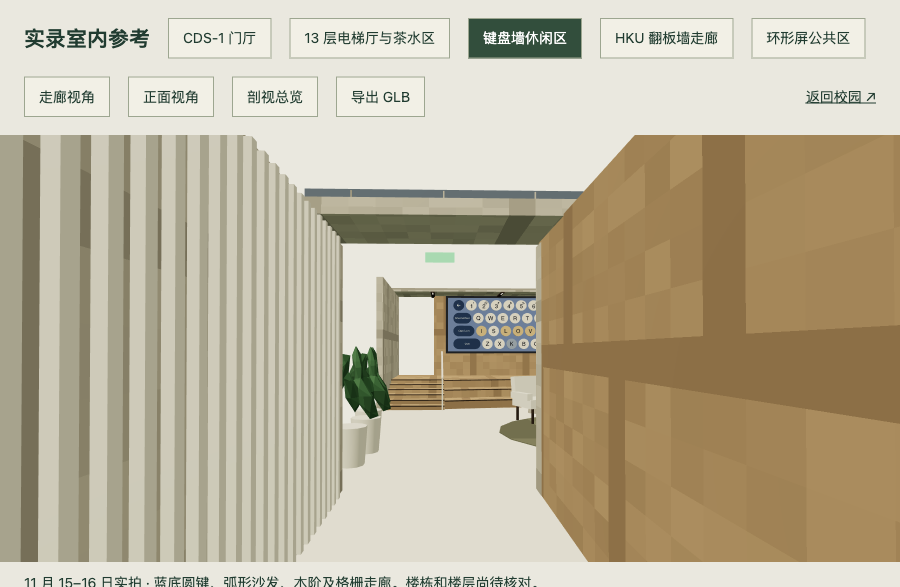 实录室内参考
CDS-1 门厅
13 层电梯厅与茶水区
键盘墙休闲区
HKU 翻板墙走廊
环形屏公共区
走廊视角
正面视角
剖视总览
导出 GLB
返回校园 ↗
Q W E R T
L O V
Z X K
11 月 15–16 日实拍 · 蓝底圆键、弧形沙发、木阶及格栅走廊。楼栋和楼层尚待核对。